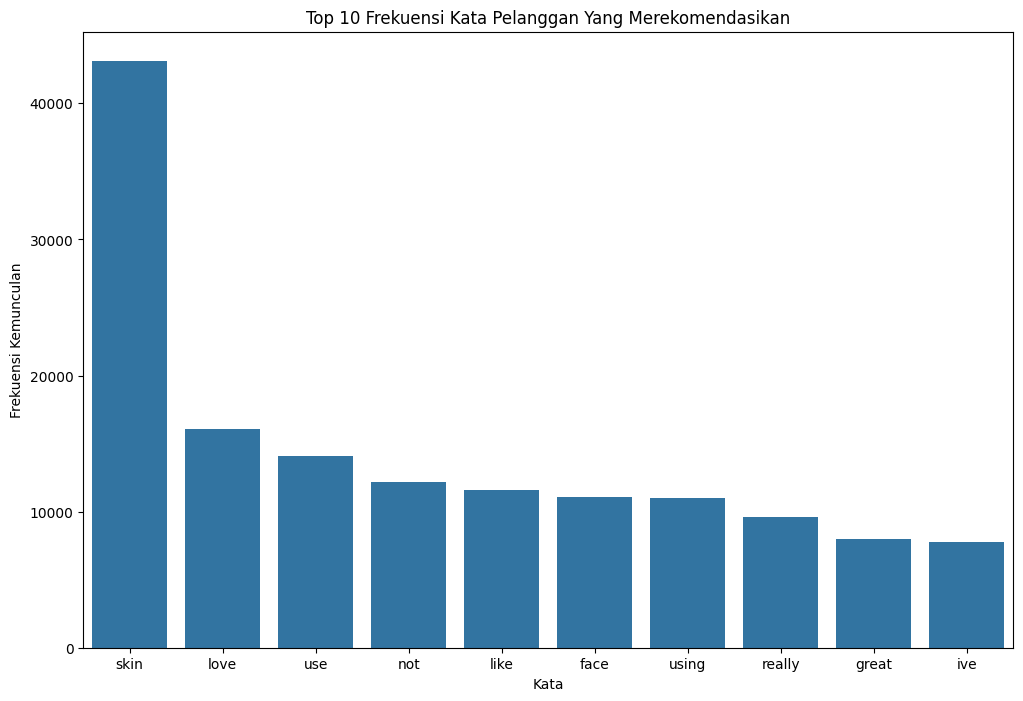 Top 10 Frekuensi Kata Pelanggan Yang Merekomendasikan
Frekuensi Kemunculan
40000
30000
20000
10000
0
skin love use not like face using really great ive
Kata